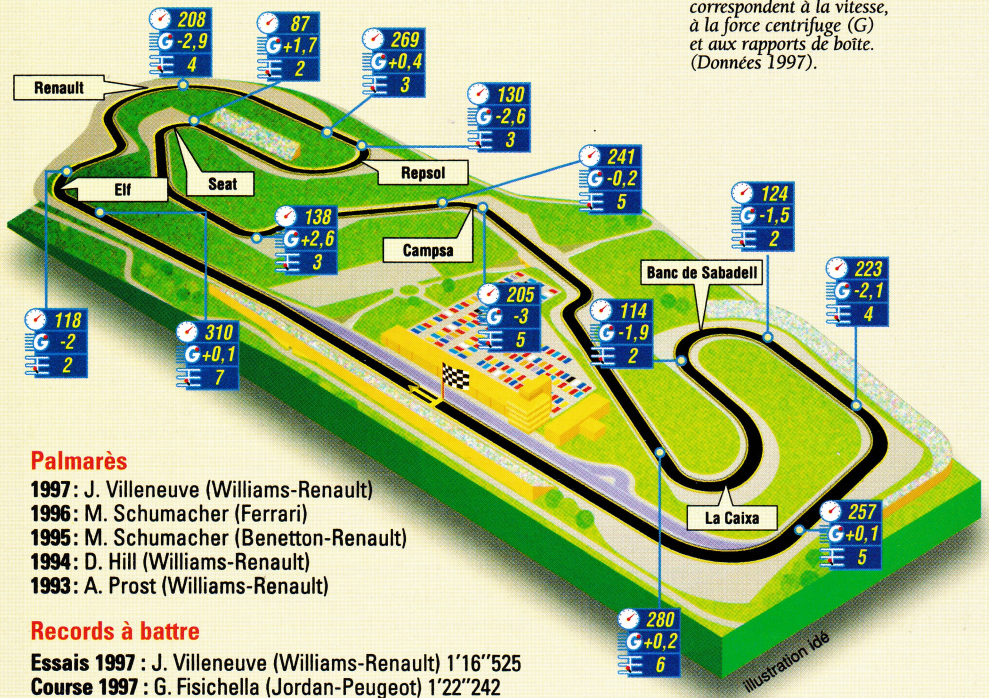 correspondent à la vitesse,
à la force centrifuge (G)
et aux rapports de boîte.
(Données 1997).
208
G -2,9
4
87
G +1,7
2
269
G +0,4
3
Renault
130
G -2,6
3
Repsol
241
G -0,2
5
Elf
Seat
124
G -1,5
2
138
G +2,6
3
Campsa
Banc de Sabadell
223
G -2,1
4
205
G -3
5
114
G -1,9
2
118
G -2
2
310
G +0,1
7
La Caixa
257
G +0,1
5
280
G +0,2
6
illustration idé
Palmarès
1997 : J. Villeneuve (Williams-Renault)
1996 : M. Schumacher (Ferrari)
1995 : M. Schumacher (Benetton-Renault)
1994 : D. Hill (Williams-Renault)
1993 : A. Prost (Williams-Renault)
Records à battre
Essais 1997 : J. Villeneuve (Williams-Renault) 1'16"525
Course 1997 : G. Fisichella (Jordan-Peugeot) 1'22"242